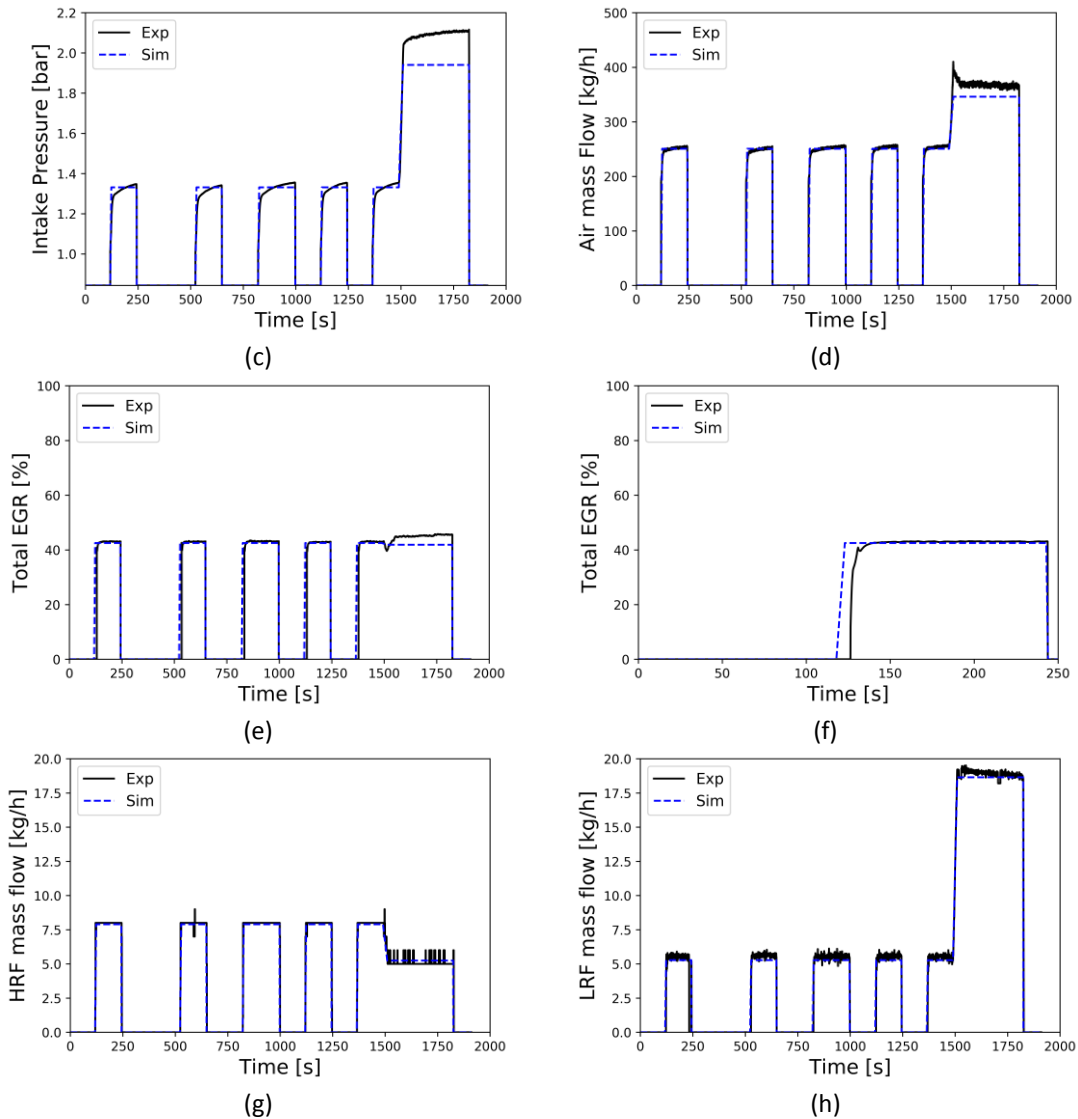 2.2
2.0
1.8
1.6
1.4
1.2
1.0
Intake Pressure [bar]
Exp
Sim
0 250 500 750 1000 1250 1500 1750 2000
Time [s]
(c)
500
400
300
200
100
0
Air mass Flow [kg/h]
Exp
Sim
0 250 500 750 1000 1250 1500 1750 2000
Time [s]
(d)
100
80
60
40
20
0
Total EGR [%]
Exp
Sim
0 250 500 750 1000 1250 1500 1750 2000
Time [s]
(e)
100
80
60
40
20
0
Total EGR [%]
Exp
Sim
0 50 100 150 200 250
Time [s]
(f)
20.0
17.5
15.0
12.5
10.0
7.5
5.0
2.5
0.0
HRF mass flow [kg/h]
Exp
Sim
0 250 500 750 1000 1250 1500 1750 2000
Time [s]
(g)
20.0
17.5
15.0
12.5
10.0
7.5
5.0
2.5
0.0
LRF mass flow [kg/h]
Exp
Sim
0 250 500 750 1000 1250 1500 1750 2000
Time [s]
(h)